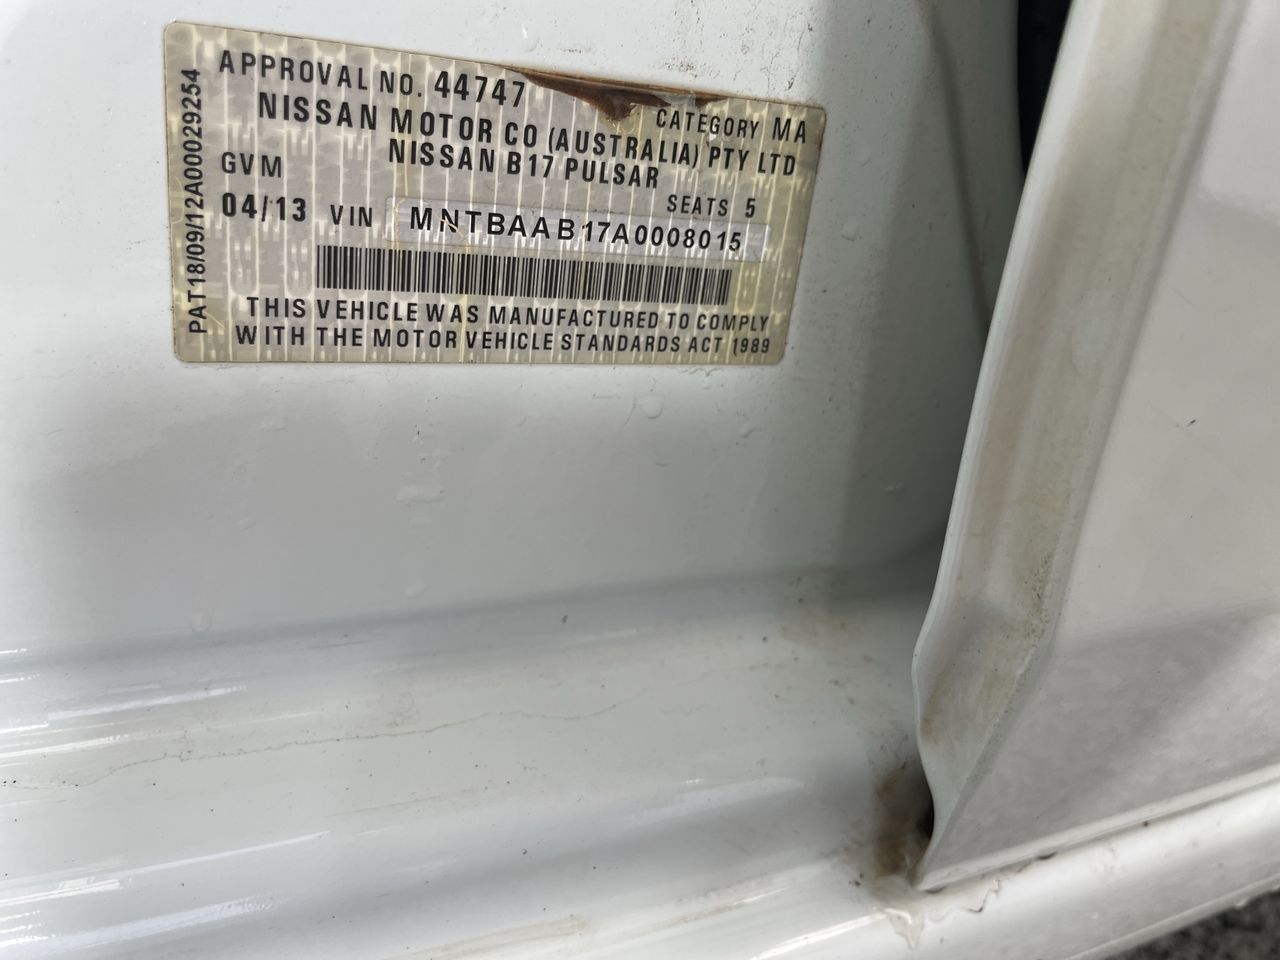 APPROVAL NO. 44747 CATEGORY MA
NISSAN MOTOR CO (AUSTRALIA) PTY LTD
NISSAN B17 PULSAR
GVM SEATS 5
04/13 VIN MNTBAAB17A0008015
THIS VEHICLE WAS MANUFACTURED TO COMPLY
WITH THE MOTOR VEHICLE STANDARDS ACT 1989
PAT18/09/12A00029254